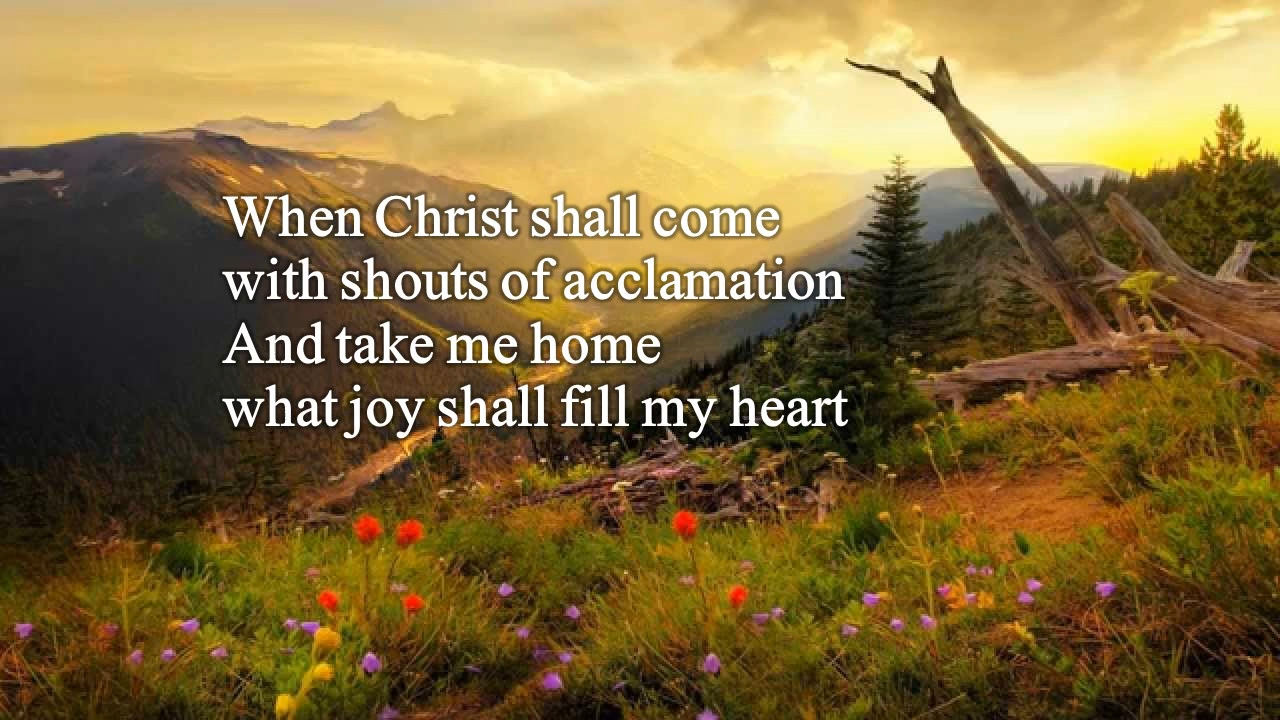 When Christ shall come
with shouts of acclamation
And take me home
what joy shall fill my heart